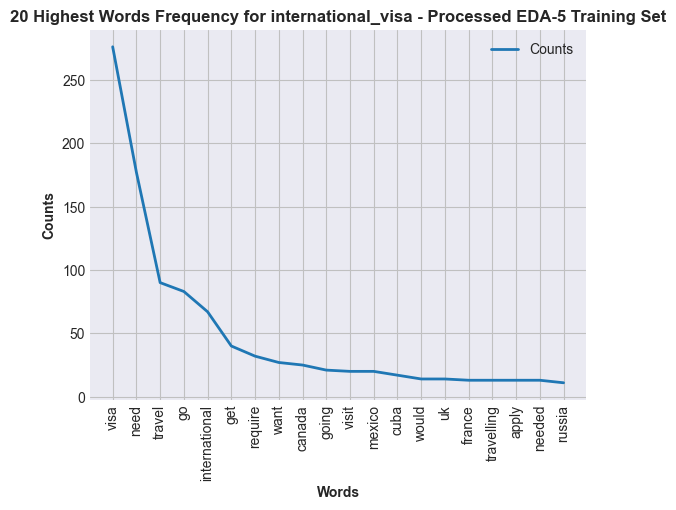 20 Highest Words Frequency for international_visa - Processed EDA-5 Training Set
Counts
250
200
150
100
50
0
Counts
visa
need
travel
go
international
get
require
want
canada
going
visit
mexico
cuba
would
uk
france
travelling
apply
needed
russia
Words